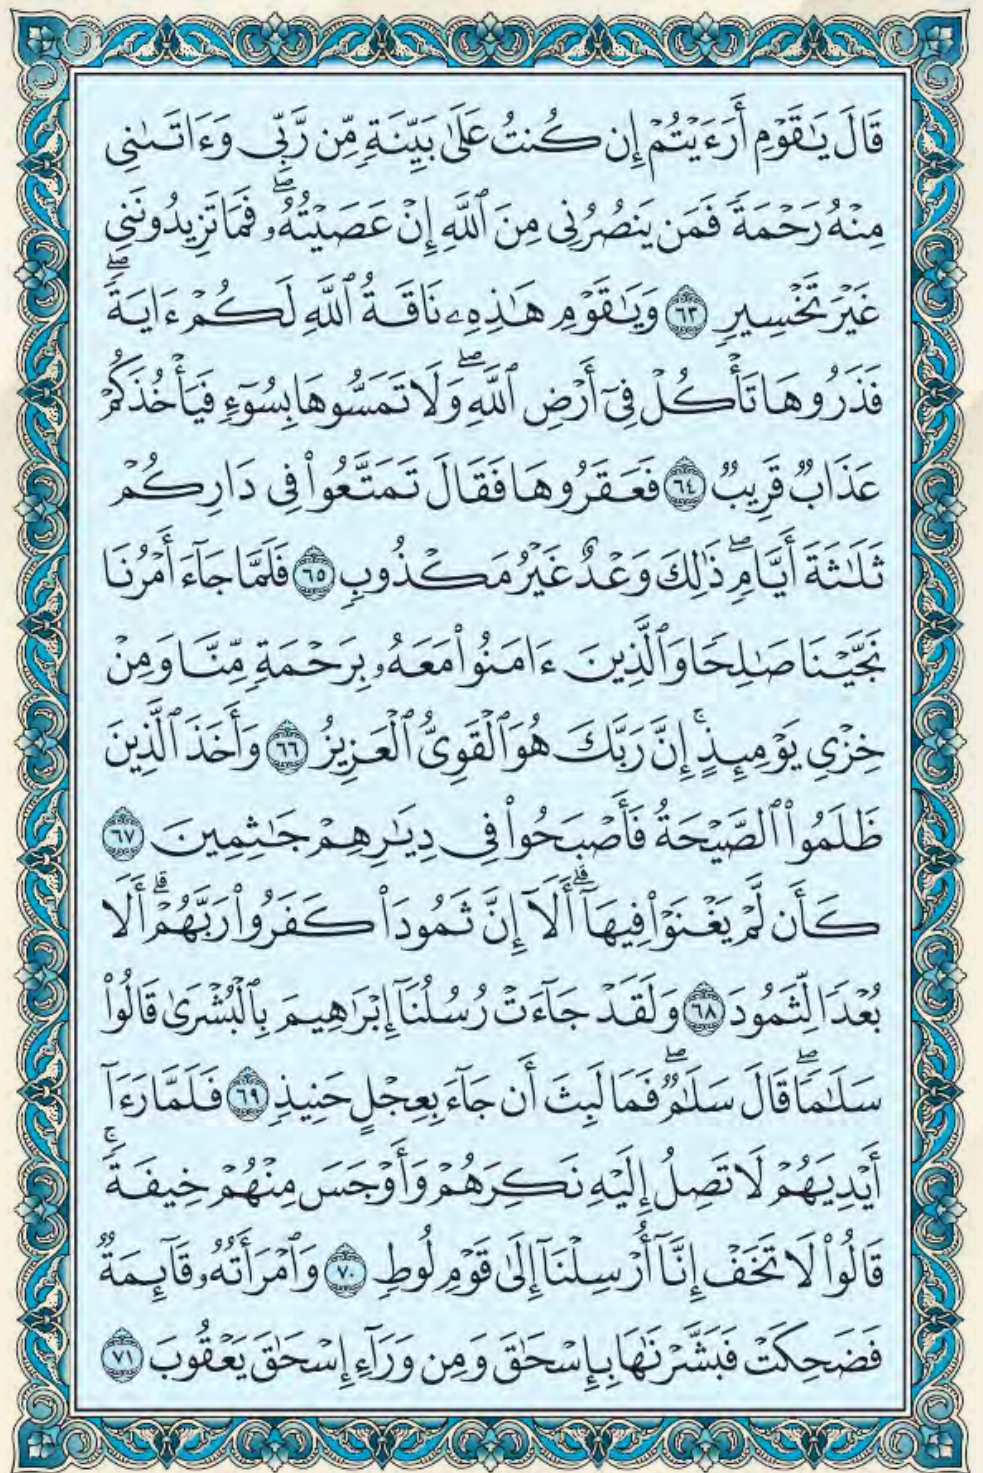 قَالَ يَـٰقَوْمِ أَرَءَيْتُمْ إِن كُنتُ عَلَىٰ بَيِّنَةٍ مِّن رَّبِّى وَءَاتَىٰنِى
مِنْهُ رَحْمَةً فَمَن يَنصُرُنِى مِنَ ٱللَّهِ إِنْ عَصَيْتُهُۥ ۖ فَمَا تَزِيدُونَنِى
غَيْرَ تَخْسِيرٍ ٦٣ وَيَـٰقَوْمِ هَـٰذِهِۦ نَاقَةُ ٱللَّهِ لَكُمْ ءَايَةً ۖ
فَذَرُوهَا تَأْكُلْ فِىٓ أَرْضِ ٱللَّهِ ۖ وَلَا تَمَسُّوهَا بِسُوٓءٍ فَيَأْخُذَكُمْ
عَذَابٌ قَرِيبٌ ٦٤ فَعَقَرُوهَا فَقَالَ تَمَتَّعُوا۟ فِى دَارِكُمْ
ثَلَـٰثَةَ أَيَّامٍ ۖ ذَٰلِكَ وَعْدٌ غَيْرُ مَكْذُوبٍ ٦٥ فَلَمَّا جَآءَ أَمْرُنَا
نَجَّيْنَا صَـٰلِحًا وَٱلَّذِينَ ءَامَنُوا۟ مَعَهُۥ بِرَحْمَةٍ مِّنَّا وَمِنْ
خِزْىِ يَوْمِئِذٍ ۚ إِنَّ رَبَّكَ هُوَ ٱلْقَوِىُّ ٱلْعَزِيزُ ٦٦ وَأَخَذَ ٱلَّذِينَ
ظَلَمُوا۟ ٱلصَّيْحَةُ فَأَصْبَحُوا۟ فِى دِيَـٰرِهِمْ جَـٰثِمِينَ ٦٧
كَأَن لَّمْ يَغْنَوْا۟ فِيهَآ ۗ أَلَآ إِنَّ ثَمُودَا۟ كَفَرُوا۟ رَبَّهُمْ ۗ أَلَا
بُعْدًا لِّثَمُودَ ٦٨ وَلَقَدْ جَآءَتْ رُسُلُنَآ إِبْرَٰهِيمَ بِٱلْبُشْرَىٰ قَالُوا۟
سَلَـٰمًا ۖ قَالَ سَلَـٰمٌ ۖ فَمَا لَبِثَ أَن جَآءَ بِعِجْلٍ حَنِيذٍ ٦٩ فَلَمَّا رَءَآ
أَيْدِيَهُمْ لَا تَصِلُ إِلَيْهِ نَكِرَهُمْ وَأَوْجَسَ مِنْهُمْ خِيفَةً ۚ
قَالُوا۟ لَا تَخَفْ إِنَّآ أُرْسِلْنَآ إِلَىٰ قَوْمِ لُوطٍ ٧٠ وَٱمْرَأَتُهُۥ قَآئِمَةٌ
فَضَحِكَتْ فَبَشَّرْنَـٰهَا بِإِسْحَـٰقَ وَمِن وَرَآءِ إِسْحَـٰقَ يَعْقُوبَ ٧١